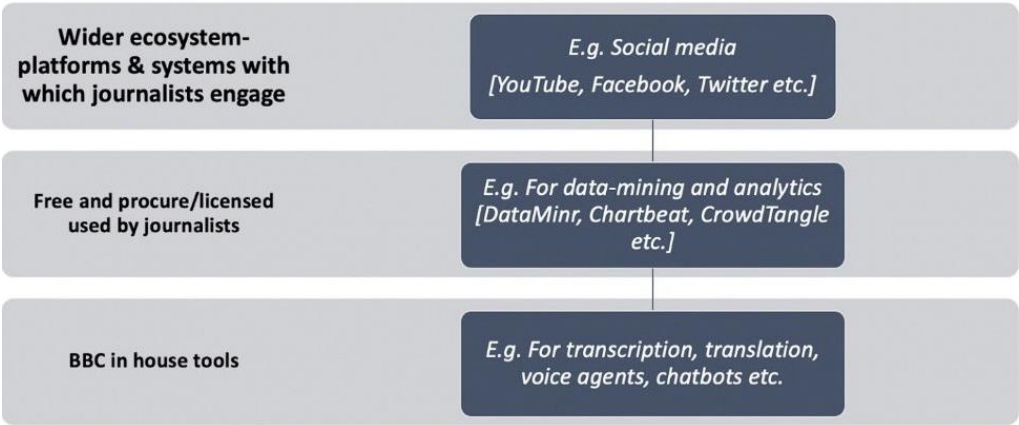 Wider ecosystem-
platforms & systems with
which journalists engage
E.g. Social media
[YouTube, Facebook, Twitter etc.]
Free and procure/licensed
used by journalists
E.g. For data-mining and analytics
[DataMinr, Chartbeat, CrowdTangle
etc.]
BBC in house tools
E.g. For transcription, translation,
voice agents, chatbots etc.